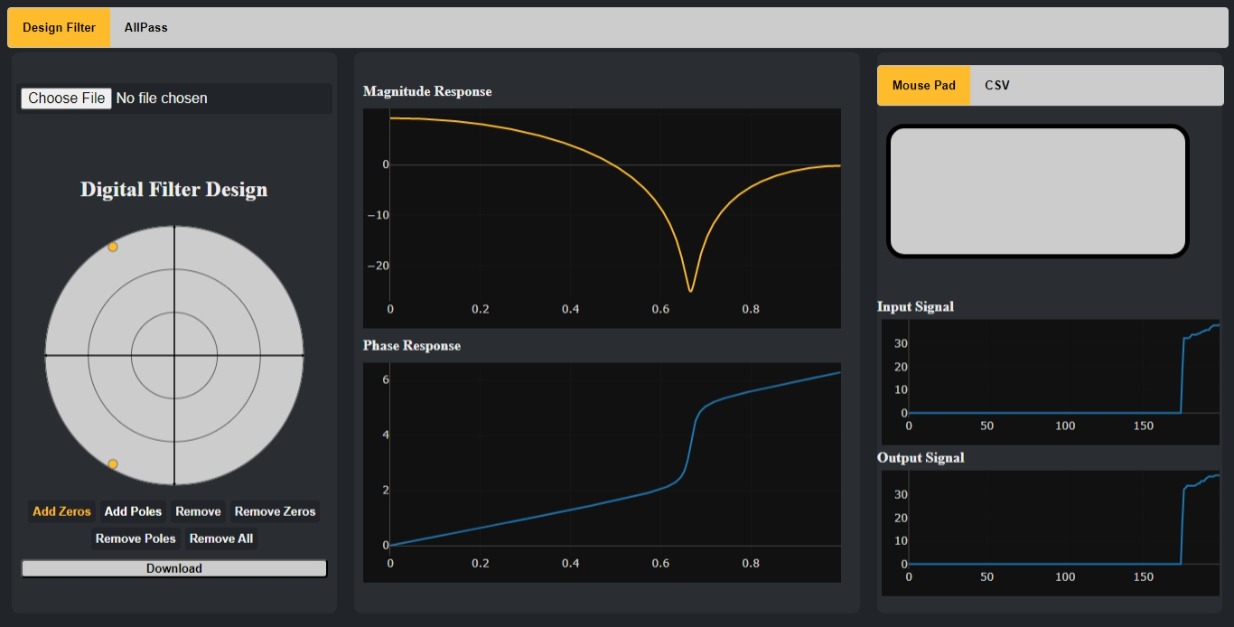 Design Filter AllPass
Choose File No file chosen
Digital Filter Design
Add Zeros Add Poles Remove Remove Zeros
Remove Poles Remove All
Download
Magnitude Response
0
−10
−20
0 0.2 0.4 0.6 0.8
Phase Response
6
4
2
0
0 0.2 0.4 0.6 0.8
Mouse Pad CSV
Input Signal
30
20
10
0
0 50 100 150
Output Signal
30
20
10
0
0 50 100 150